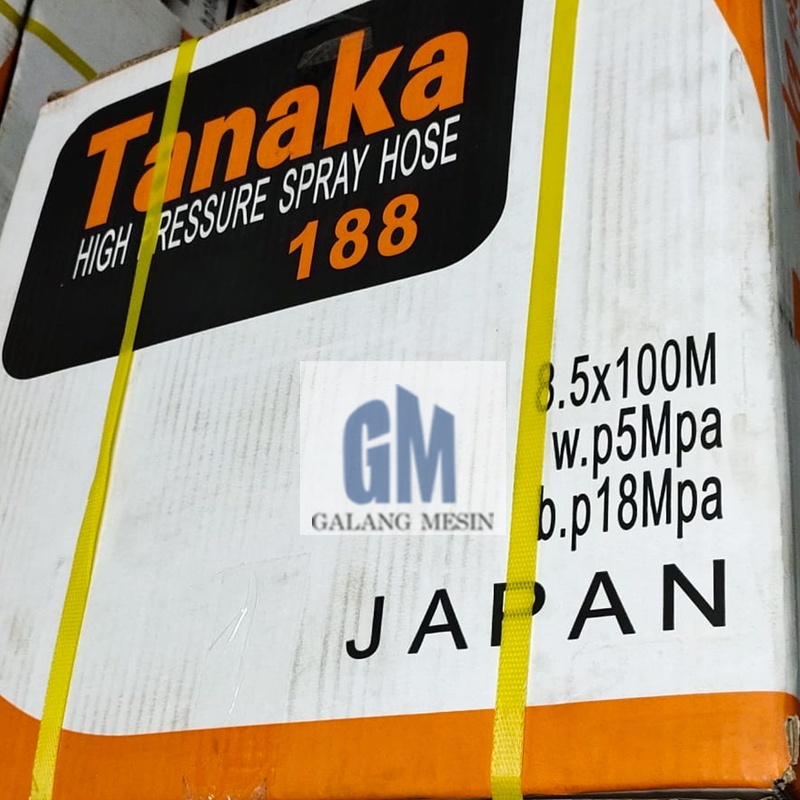 Tanaka
HIGH PRESSURE SPRAY HOSE
188
8.5x100M
w.p5Mpa
b.p18Mpa
GM
GALANG MESIN
JAPAN